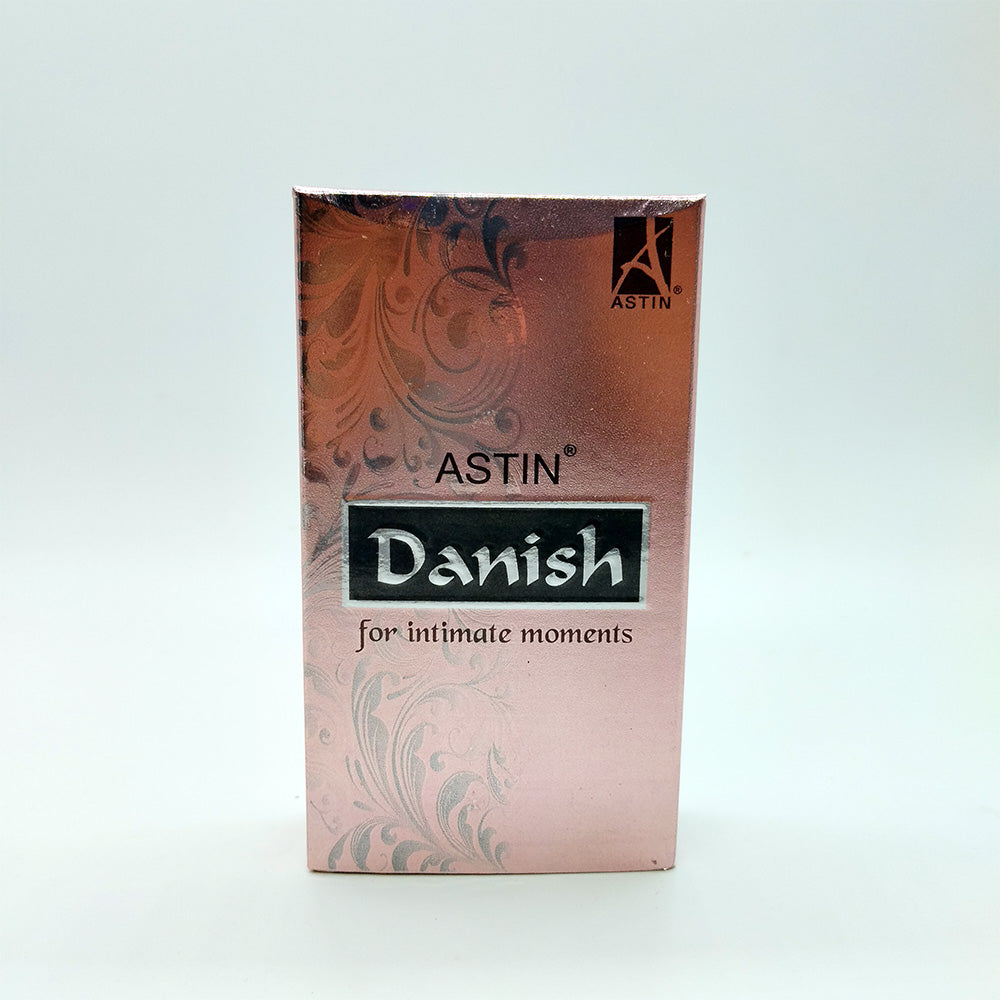 ASTIN®
ASTIN®
Danish
for intimate moments